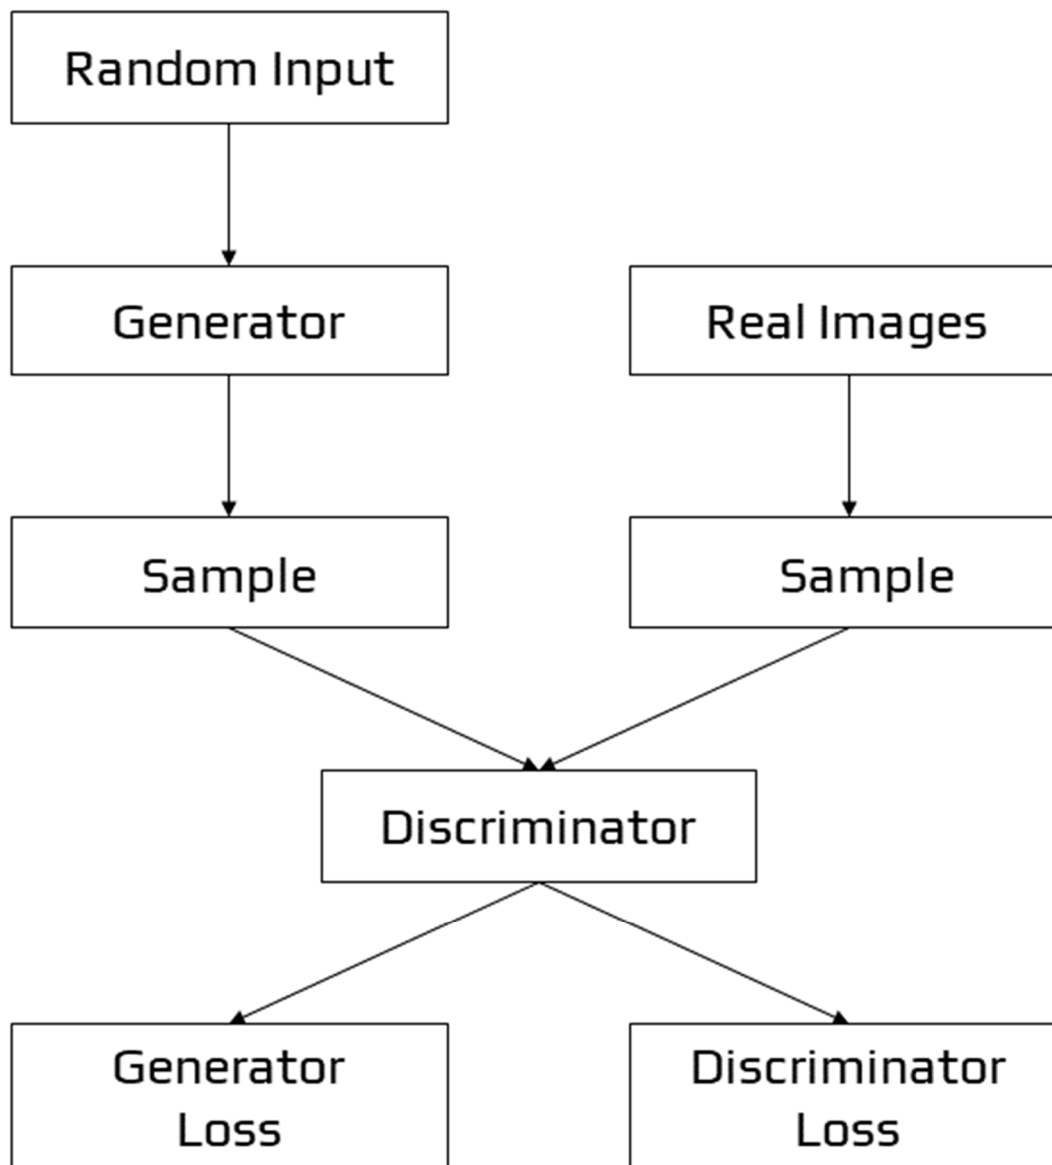 Random Input
Generator
Real Images
Sample
Sample
Discriminator
Generator
Loss
Discriminator
Loss